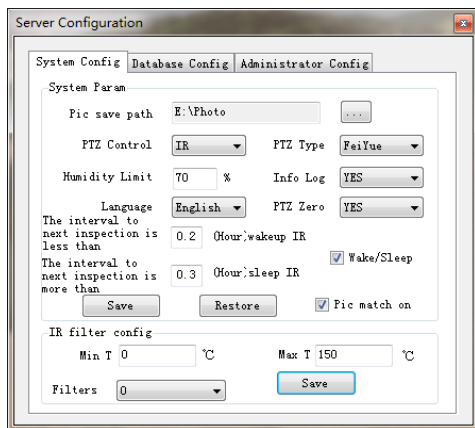 Server Configuration
System Config Database Config Administrator Config
System Param
Pic save path E:\Photo ...
PTZ Control IR PTZ Type FeiYue
Humidity Limit 70 % Info Log YES
Language English PTZ Zero YES
The interval to
next inspection is
less than
0.2 (Hour)wakeup IR
Wake/Sleep
The interval to
next inspection is
more than
0.3 (Hour)sleep IR
Save Restore Pic match on
IR filter config
Min T 0 ℃ Max T 150 ℃
Filters 0 Save